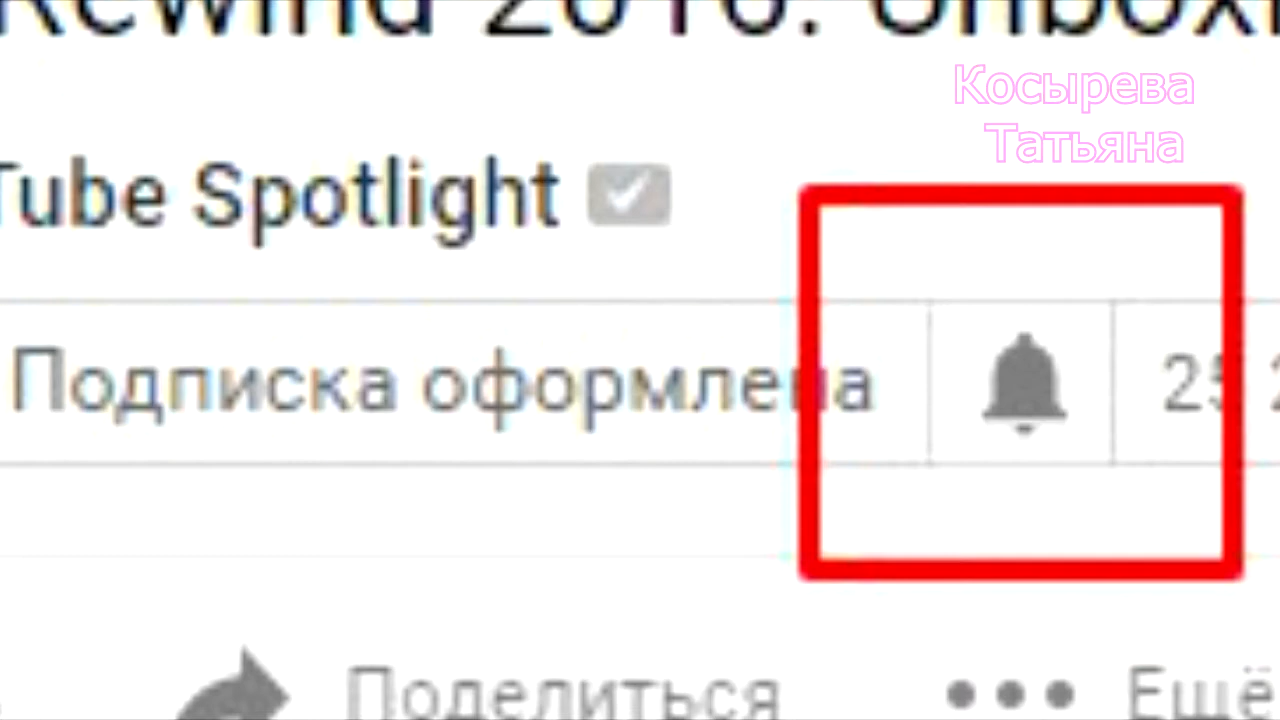 Rewind 2016: Unbox
Косырева
Татьяна
Tube Spotlight
Подписка оформлена
Поделиться ••• Ещё